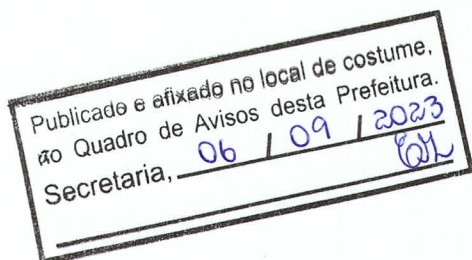 Publicado e afixado no local de costume,
ao Quadro de Avisos desta Prefeitura.
Secretaria, 06 / 09 / 2023